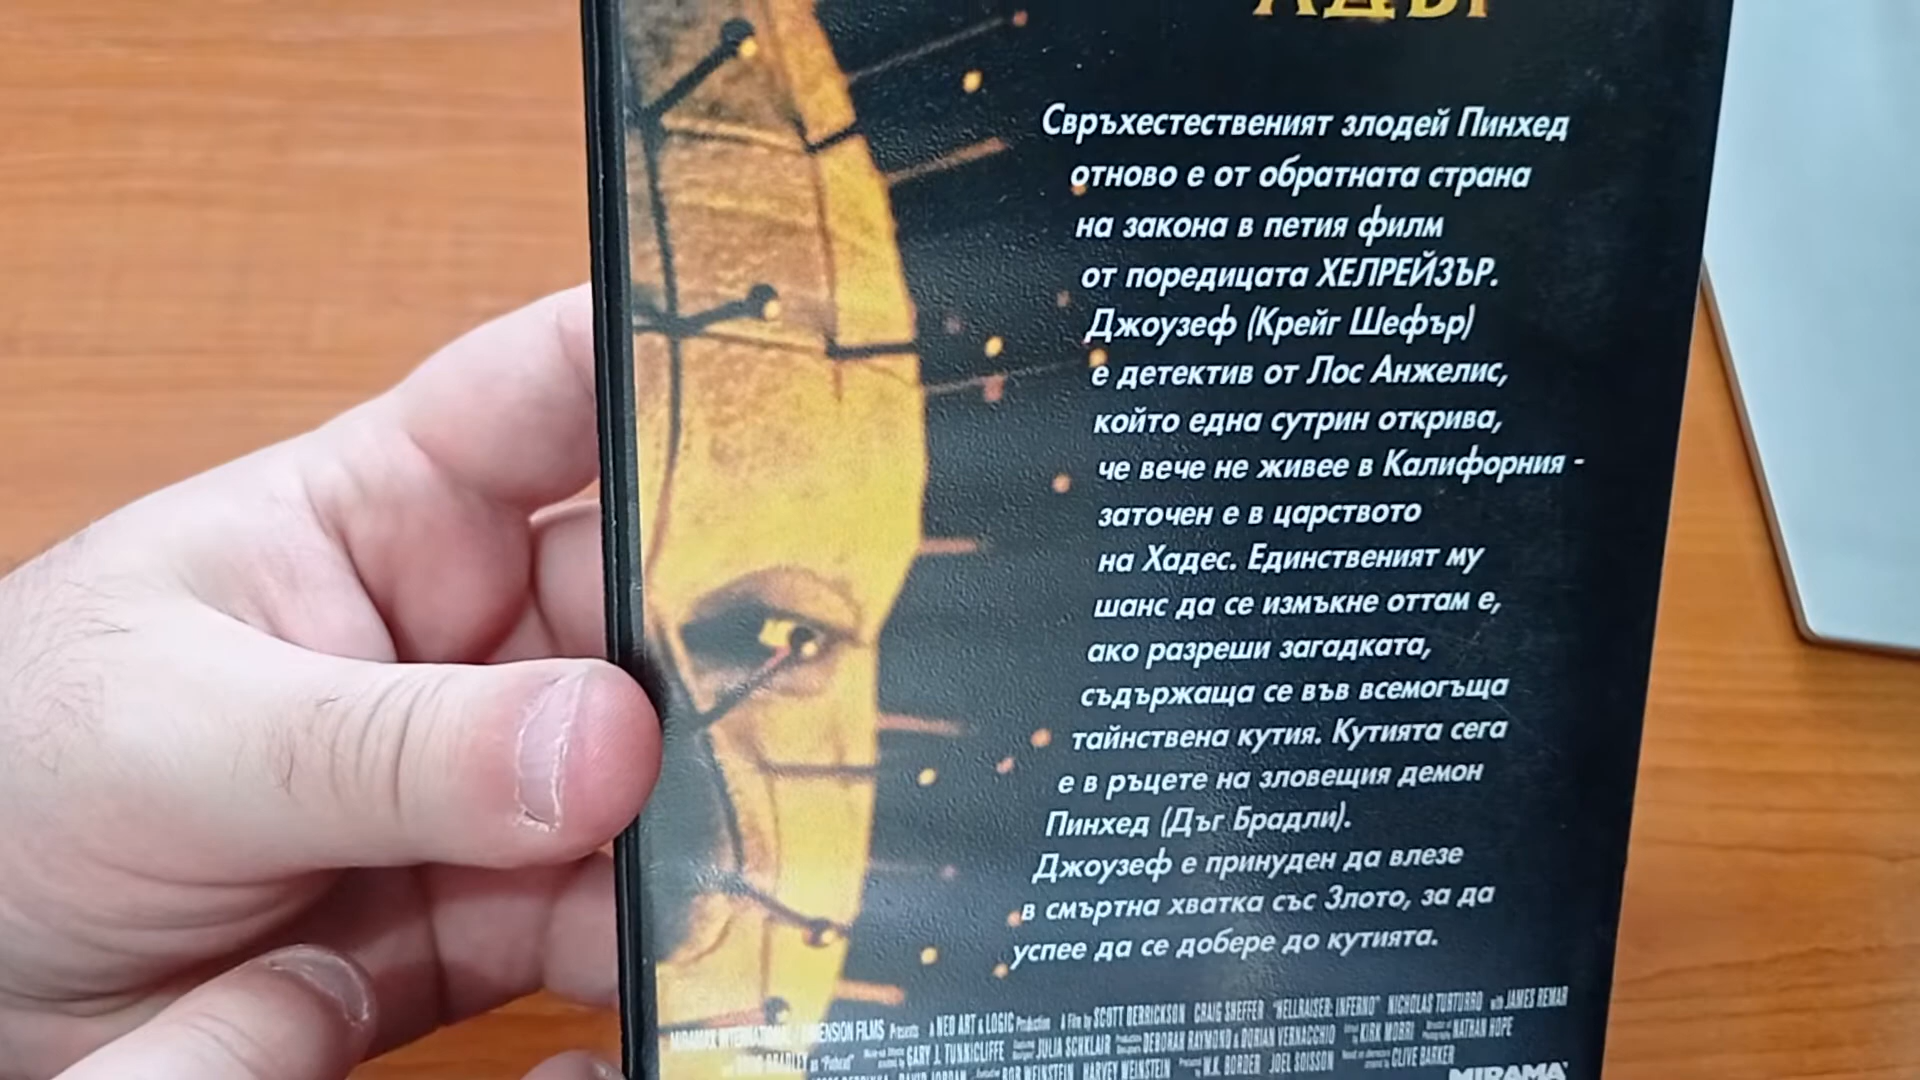 АДЪТ
Свръхестественият злодей Пинхед
отново е от обратната страна
на закона в петия филм
от поредицата ХЕЛРЕЙЗЪР.
Джоузеф (Крейг Шефър)
е детектив от Лос Анжелис,
който една сутрин открива,
че вече не живее в Калифорния -
заточен е в царството
на Хадес. Единственият му
шанс да се измъкне оттам е,
ако разреши загадката,
съдържаща се във всемогъща
тайнствена кутия. Кутията сега
е в ръцете на зловещия демон
Пинхед (Дъг Брадли).
Джоузеф е принуден да влезе
в смъртна хватка със Злото, за да
успее да се добере до кутията.
MIRAMAX INTERNATIONAL DIMENSION FILMS Presents A NEO ART & LOGIC Production A Film by SCOTT DERRICKSON CRAIG SHEFFER "HELLRAISER: INFERNO" NICHOLAS TURTURRO with JAMES REMAR
BRADLEY as "Pinhead" GARY J. TUNNICLIFFE JULIA SCHKLAIR DEBORAH RAYMOND & DORIAN VERNACCHIO KIRK MORRI NATHAN HOPE
BOB WEINSTEIN HARVEY WEINSTEIN W.K. BORDER JOEL SOISSON CLIVE BARKER
MIRAMAX